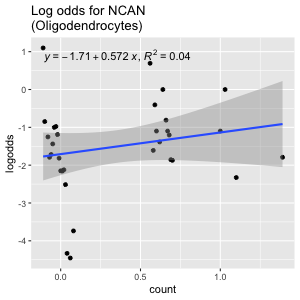 Log odds for NCAN
(Oligodendrocytes)
y = −1.71 + 0.572 x, R² = 0.04
1
0
-1
-2
-3
-4
logodds
0.0 0.5 1.0
count